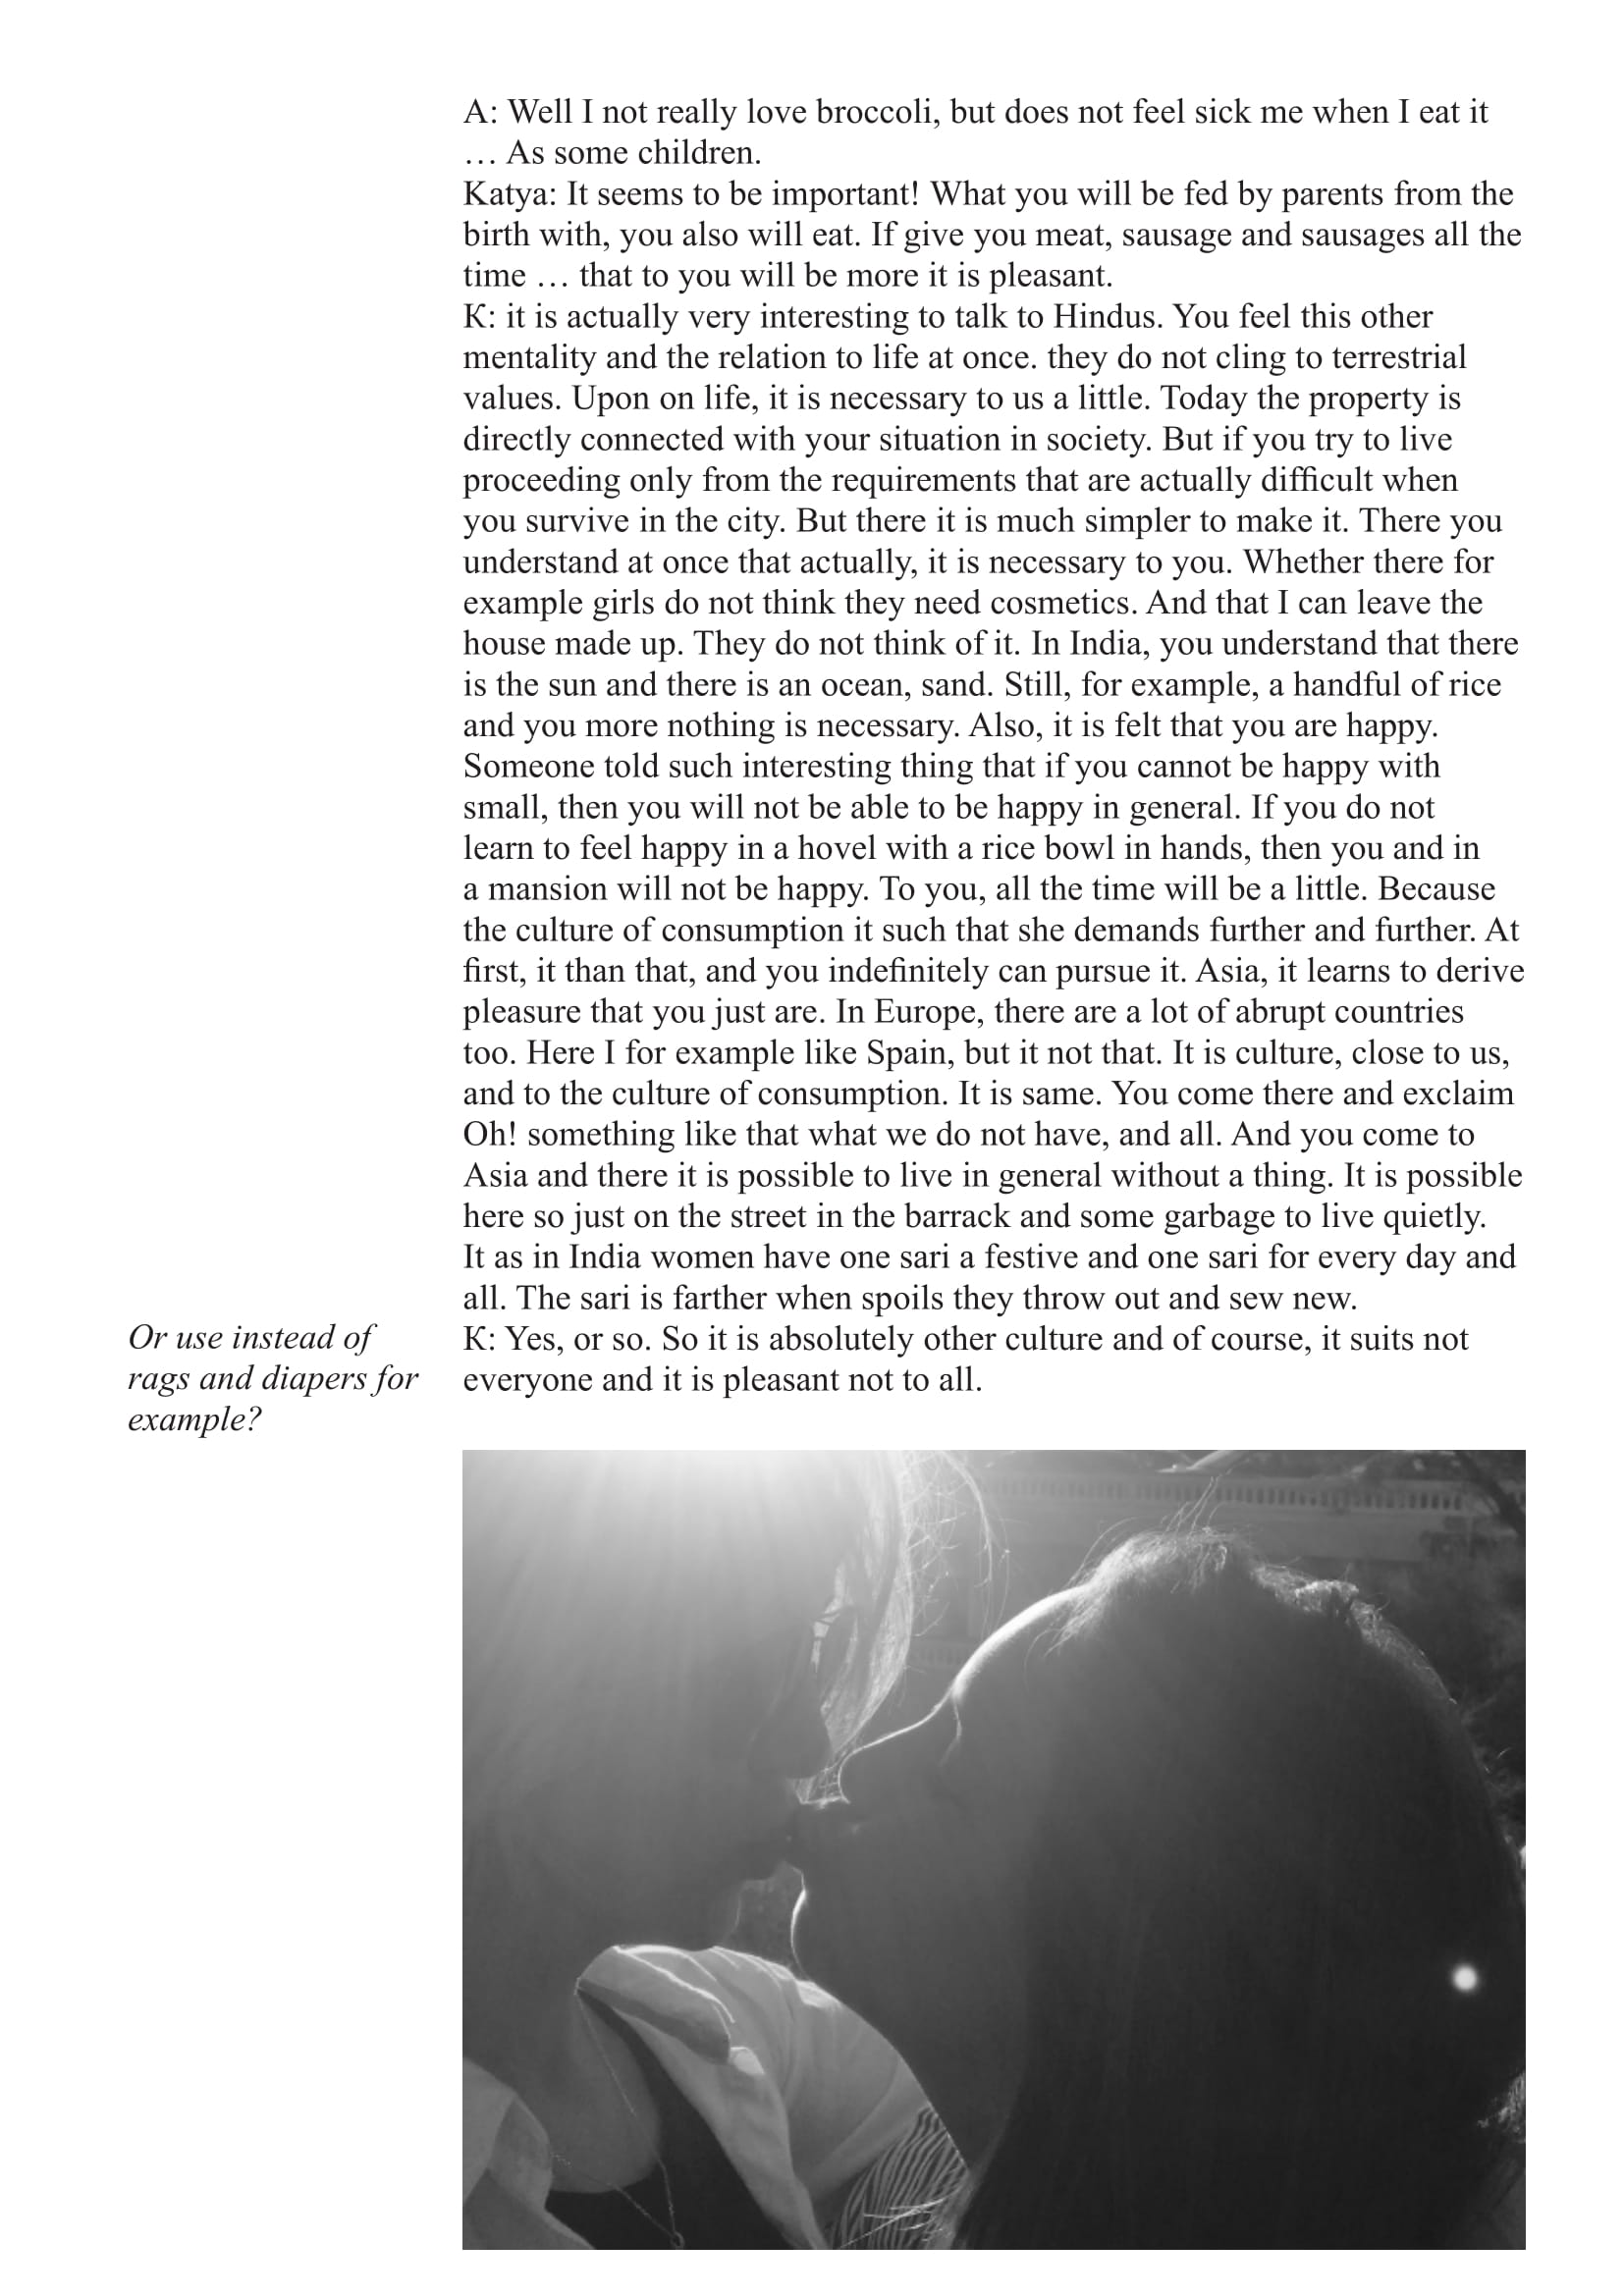 A: Well I not really love broccoli, but does not feel sick me when I eat it
… As some children.
Katya: It seems to be important! What you will be fed by parents from the
birth with, you also will eat. If give you meat, sausage and sausages all the
time … that to you will be more it is pleasant.
K: it is actually very interesting to talk to Hindus. You feel this other
mentality and the relation to life at once. they do not cling to terrestrial
values. Upon on life, it is necessary to us a little. Today the property is
directly connected with your situation in society. But if you try to live
proceeding only from the requirements that are actually difficult when
you survive in the city. But there it is much simpler to make it. There you
understand at once that actually, it is necessary to you. Whether there for
example girls do not think they need cosmetics. And that I can leave the
house made up. They do not think of it. In India, you understand that there
is the sun and there is an ocean, sand. Still, for example, a handful of rice
and you more nothing is necessary. Also, it is felt that you are happy.
Someone told such interesting thing that if you cannot be happy with
small, then you will not be able to be happy in general. If you do not
learn to feel happy in a hovel with a rice bowl in hands, then you and in
a mansion will not be happy. To you, all the time will be a little. Because
the culture of consumption it such that she demands further and further. At
first, it than that, and you indefinitely can pursue it. Asia, it learns to derive
pleasure that you just are. In Europe, there are a lot of abrupt countries
too. Here I for example like Spain, but it not that. It is culture, close to us,
and to the culture of consumption. It is same. You come there and exclaim
Oh! something like that what we do not have, and all. And you come to
Asia and there it is possible to live in general without a thing. It is possible
here so just on the street in the barrack and some garbage to live quietly.
It as in India women have one sari a festive and one sari for every day and
all. The sari is farther when spoils they throw out and sew new.
Or use instead of
rags and diapers for
example?
K: Yes, or so. So it is absolutely other culture and of course, it suits not
everyone and it is pleasant not to all.